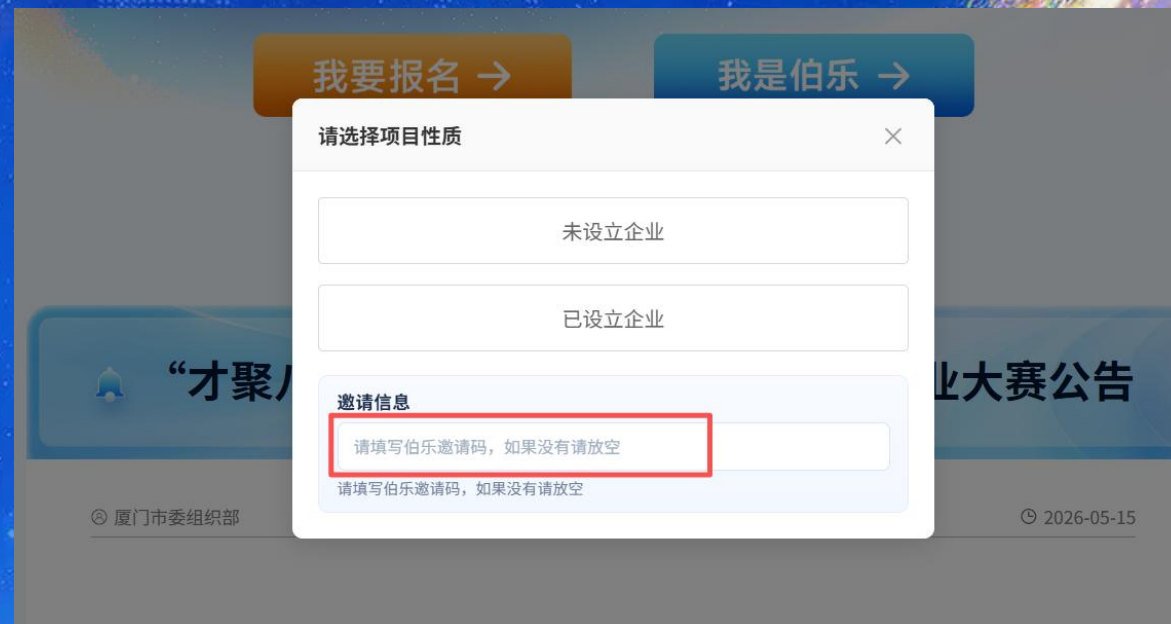 我要报名 →
我是伯乐 →
请选择项目性质
未设立企业
已设立企业
“才聚
业大赛公告
邀请信息
请填写伯乐邀请码，如果没有请放空
请填写伯乐邀请码，如果没有请放空
厦门市委组织部
2026-05-15